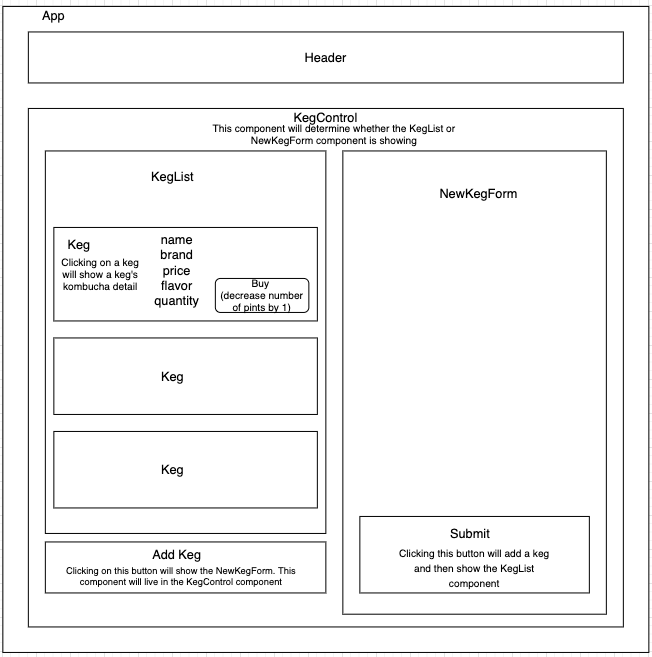 App
Header
KegControl
This component will determine whether the KegList or
NewKegForm component is showing
KegList
Keg
Clicking on a keg
will show a keg's
kombucha detail
name
brand
price
flavor
quantity
Buy
(decrease number
of pints by 1)
Keg
Keg
Add Keg
Clicking on this button will show the NewKegForm. This
component will live in the KegControl component
NewKegForm
Submit
Clicking this button will add a keg
and then show the KegList
component